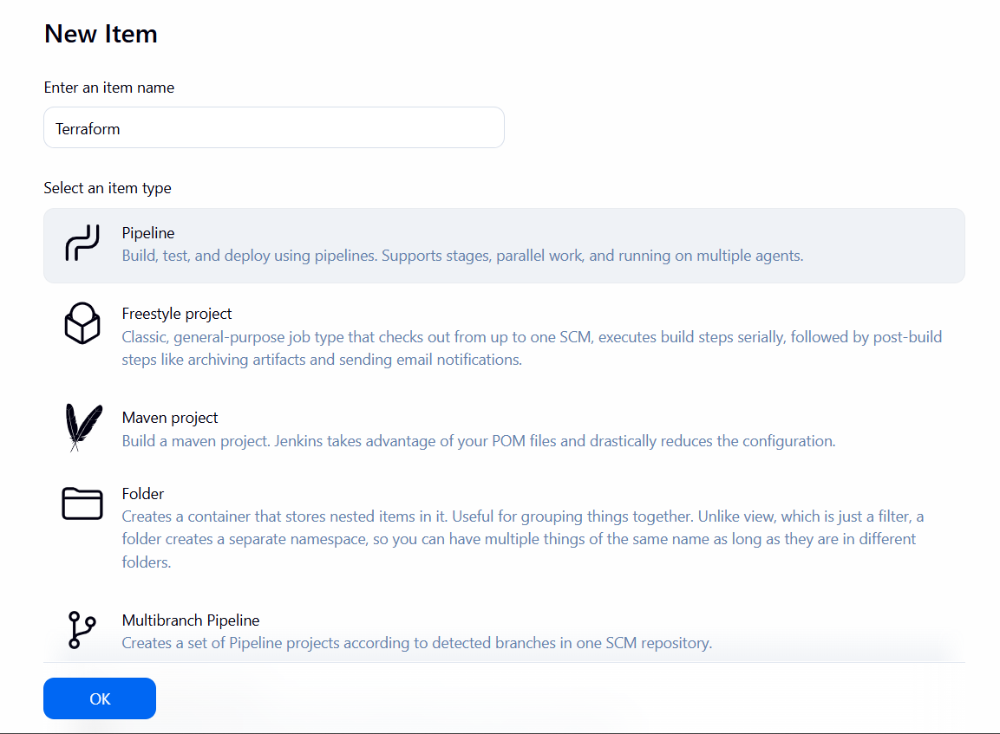 New Item
Enter an item name
Terraform
Select an item type
Pipeline
Build, test, and deploy using pipelines. Supports stages, parallel work, and running on multiple agents.
Freestyle project
Classic, general-purpose job type that checks out from up to one SCM, executes build steps serially, followed by post-build
steps like archiving artifacts and sending email notifications.
Maven project
Build a maven project. Jenkins takes advantage of your POM files and drastically reduces the configuration.
Folder
Creates a container that stores nested items in it. Useful for grouping things together. Unlike view, which is just a filter, a
folder creates a separate namespace, so you can have multiple things of the same name as long as they are in different
folders.
Multibranch Pipeline
Creates a set of Pipeline projects according to detected branches in one SCM repository.
OK